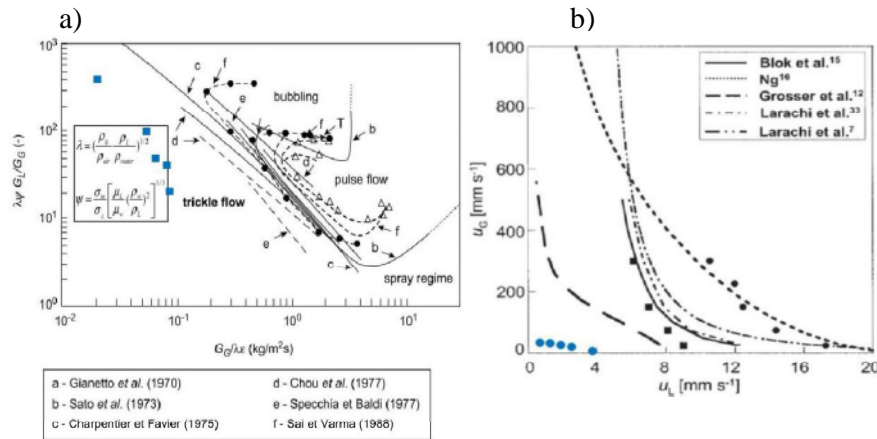 a)
b)
10³
10²
10¹
10⁰
10⁻²
10⁻¹
10⁰
10¹
λψ G_L/G_G (-)
G_G/λε (kg/m²s)
c
f
e
d
bubbling
f
T
b
d
pulse flow
trickle flow
e
f
b
c
spray regime
a - Gianetto et al. (1970)
b - Sato et al. (1973)
c - Charpentier et Favier (1975)
d - Chou et al. (1977)
e - Specchia et Baldi (1977)
f - Sai et Varma (1988)
1000
800
600
400
200
0
0
4
8
12
16
20
u_G [mm s⁻¹]
u_L [mm s⁻¹]
Blok et al.¹⁵
Ng¹⁶
Grosser et al.¹²
Larachi et al.³³
Larachi et al.⁷